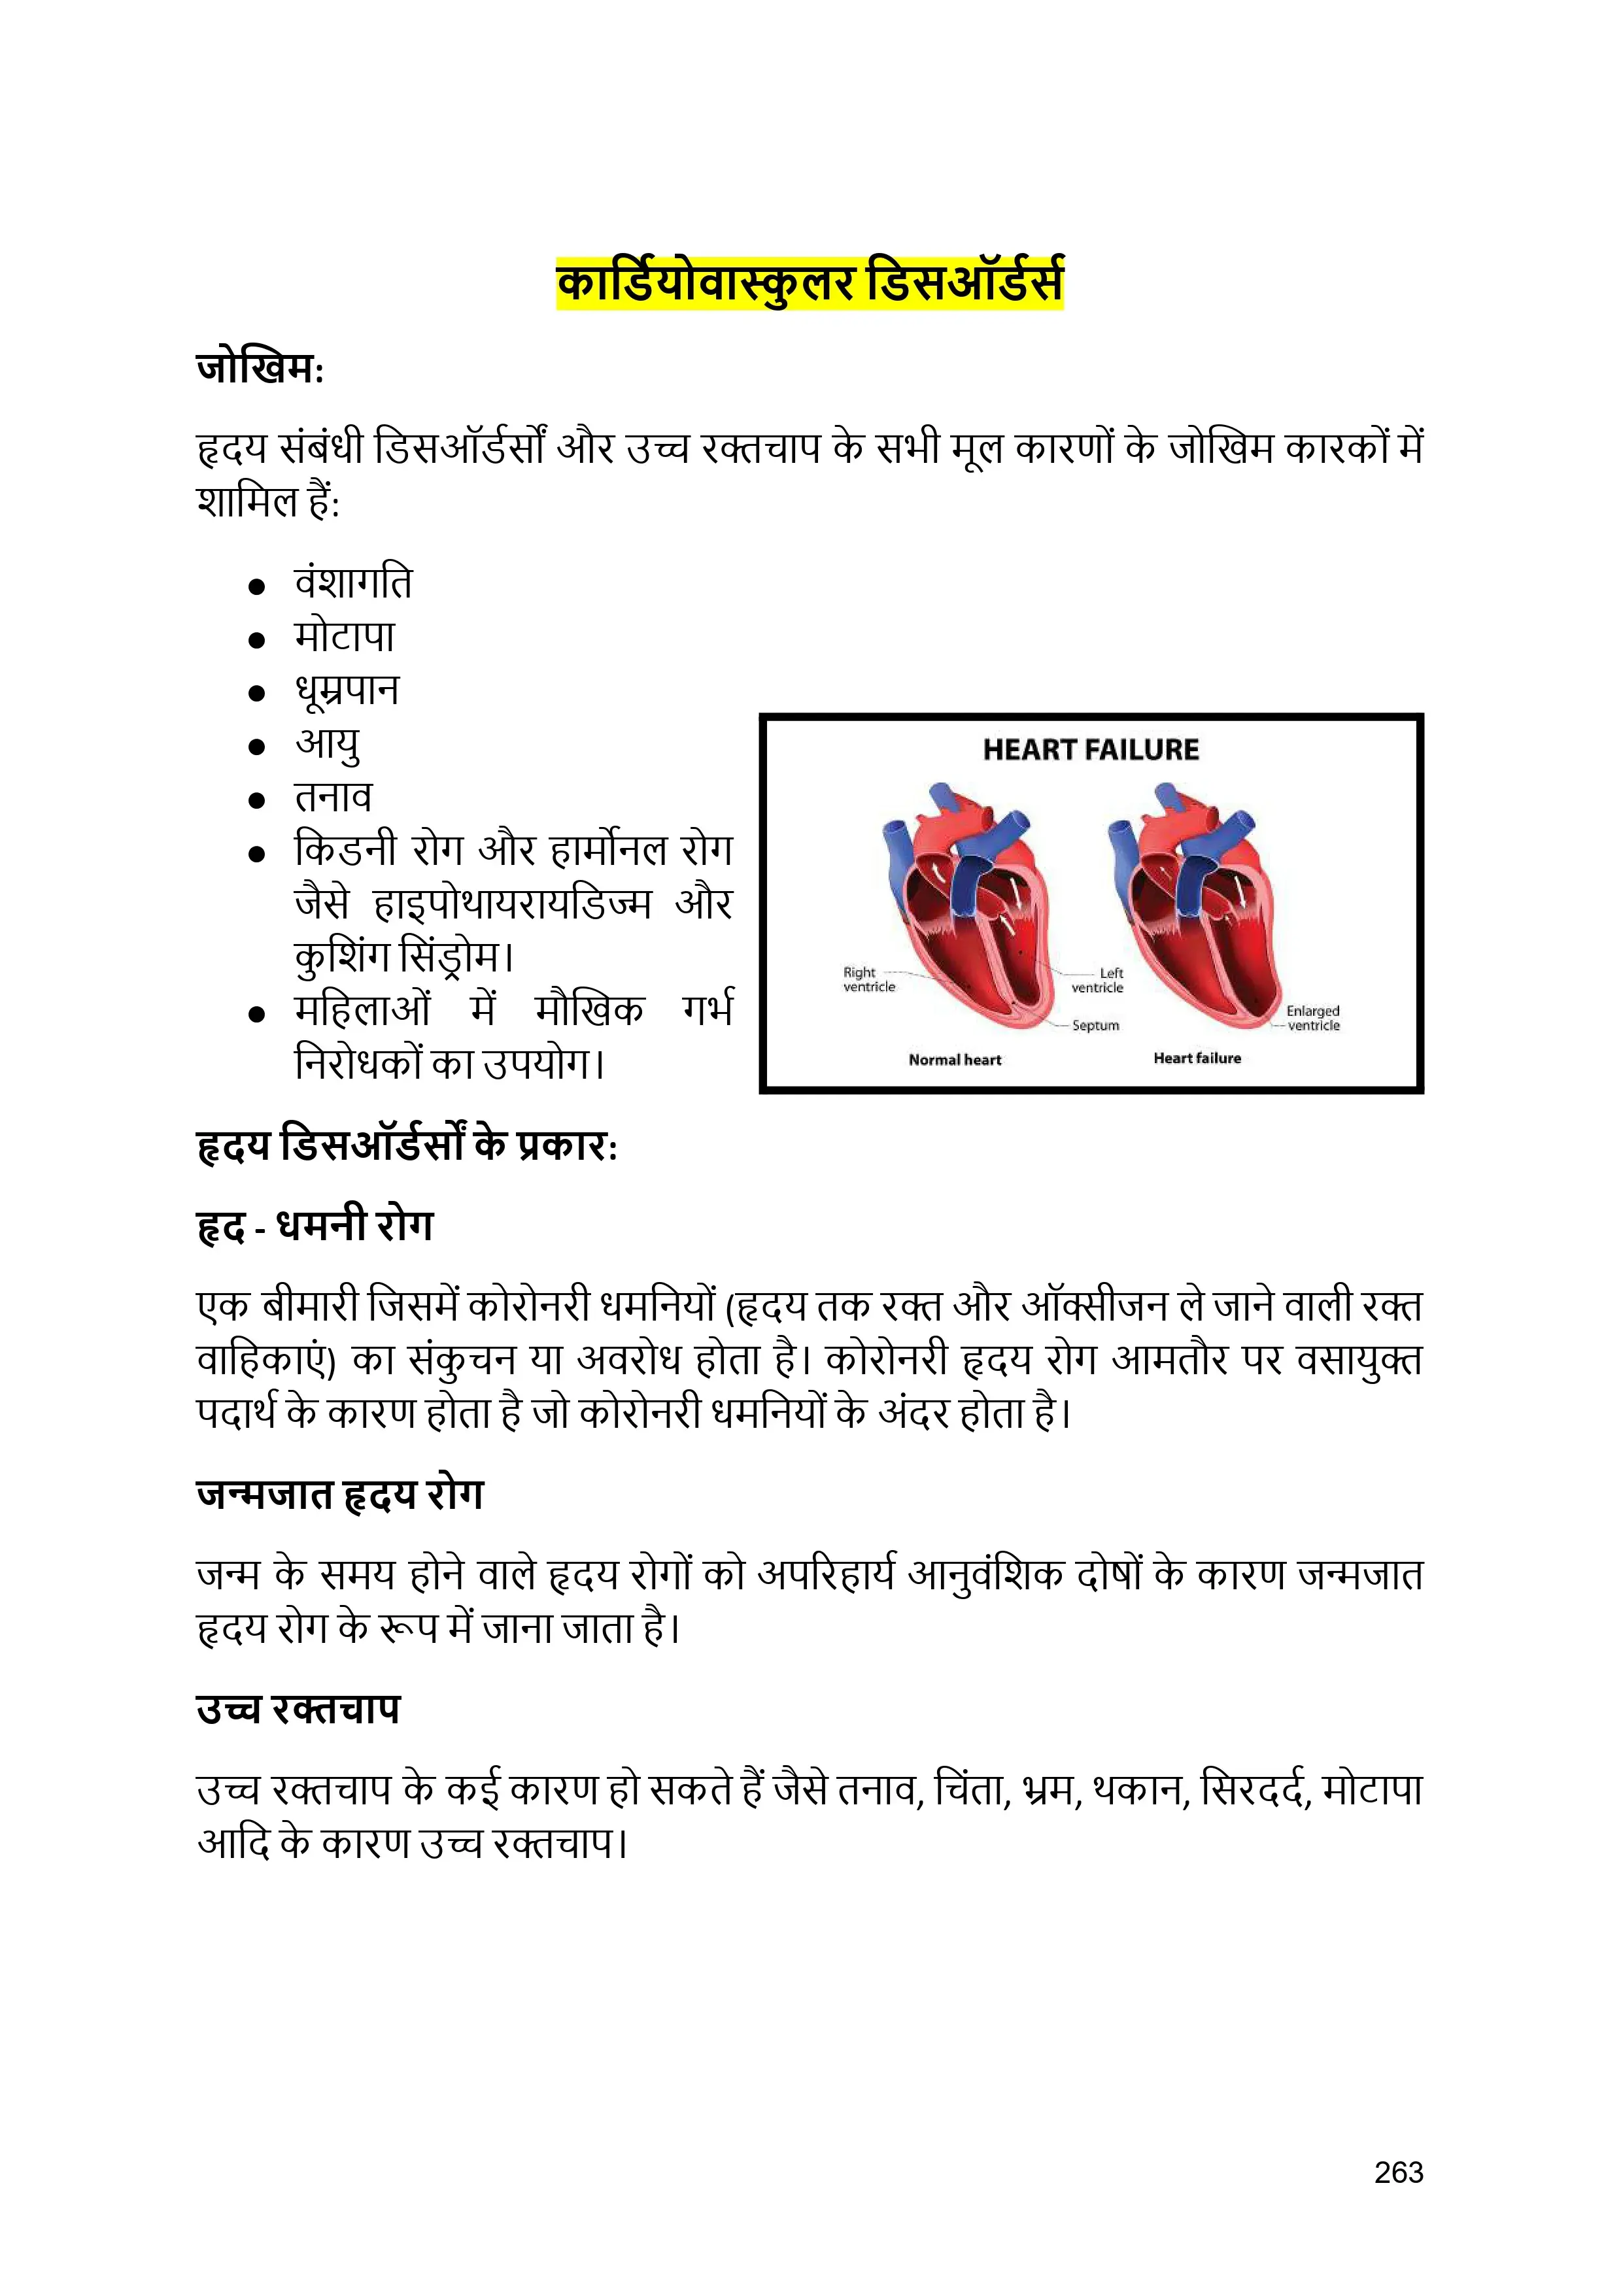 कार्डियोवास्कुलर डिसऑर्डर्स
जोखिम:
हृदय संबंधी डिसऑर्डर्सों और उच्च रक्तचाप के सभी मूल कारणों के जोखिम कारकों में
शामिल हैं:
● वंशागति
● मोटापा
● धूम्रपान
● आयु
● तनाव
● किडनी रोग और हार्मोनल रोग
जैसे हाइपोथायरायडिज्म और
कुशिंग सिंड्रोम।
● महिलाओं में मौखिक गर्भ
निरोधकों का उपयोग।
HEART FAILURE
Right
ventricle
Left
ventricle
Septum
Enlarged
ventricle
Normal heart
Heart failure
हृदय डिसऑर्डर्सों के प्रकार:
हृद - धमनी रोग
एक बीमारी जिसमें कोरोनरी धमनियों (हृदय तक रक्त और ऑक्सीजन ले जाने वाली रक्त
वाहिकाएं) का संकुचन या अवरोध होता है। कोरोनरी हृदय रोग आमतौर पर वसायुक्त
पदार्थ के कारण होता है जो कोरोनरी धमनियों के अंदर होता है।
जन्मजात हृदय रोग
जन्म के समय होने वाले हृदय रोगों को अपरिहार्य आनुवंशिक दोषों के कारण जन्मजात
हृदय रोग के रूप में जाना जाता है।
उच्च रक्तचाप
उच्च रक्तचाप के कई कारण हो सकते हैं जैसे तनाव, चिंता, भ्रम, थकान, सिरदर्द, मोटापा
आदि के कारण उच्च रक्तचाप।
263